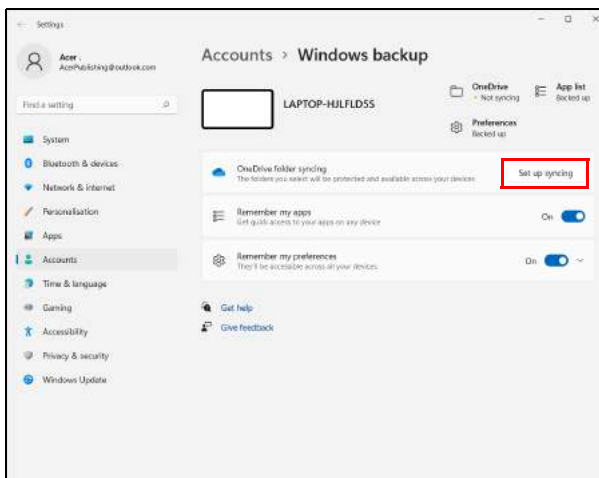 Settings
Acer .
AcerPublishing@outlook.com
Find a setting
System
Bluetooth & devices
Network & internet
Personalisation
Apps
Accounts
Time & language
Gaming
Accessibility
Privacy & security
Windows Update
Accounts > Windows backup
LAPTOP-HJLFLD5S
OneDrive
• Not syncing
App list
Backed up
Preferences
Backed up
OneDrive folder syncing
The folders you select will be protected and available across your devices
Set up syncing
Remember my apps
Get quick access to your apps on any device
On
Remember my preferences
They'll be accessible across all your devices
On
Get help
Give feedback